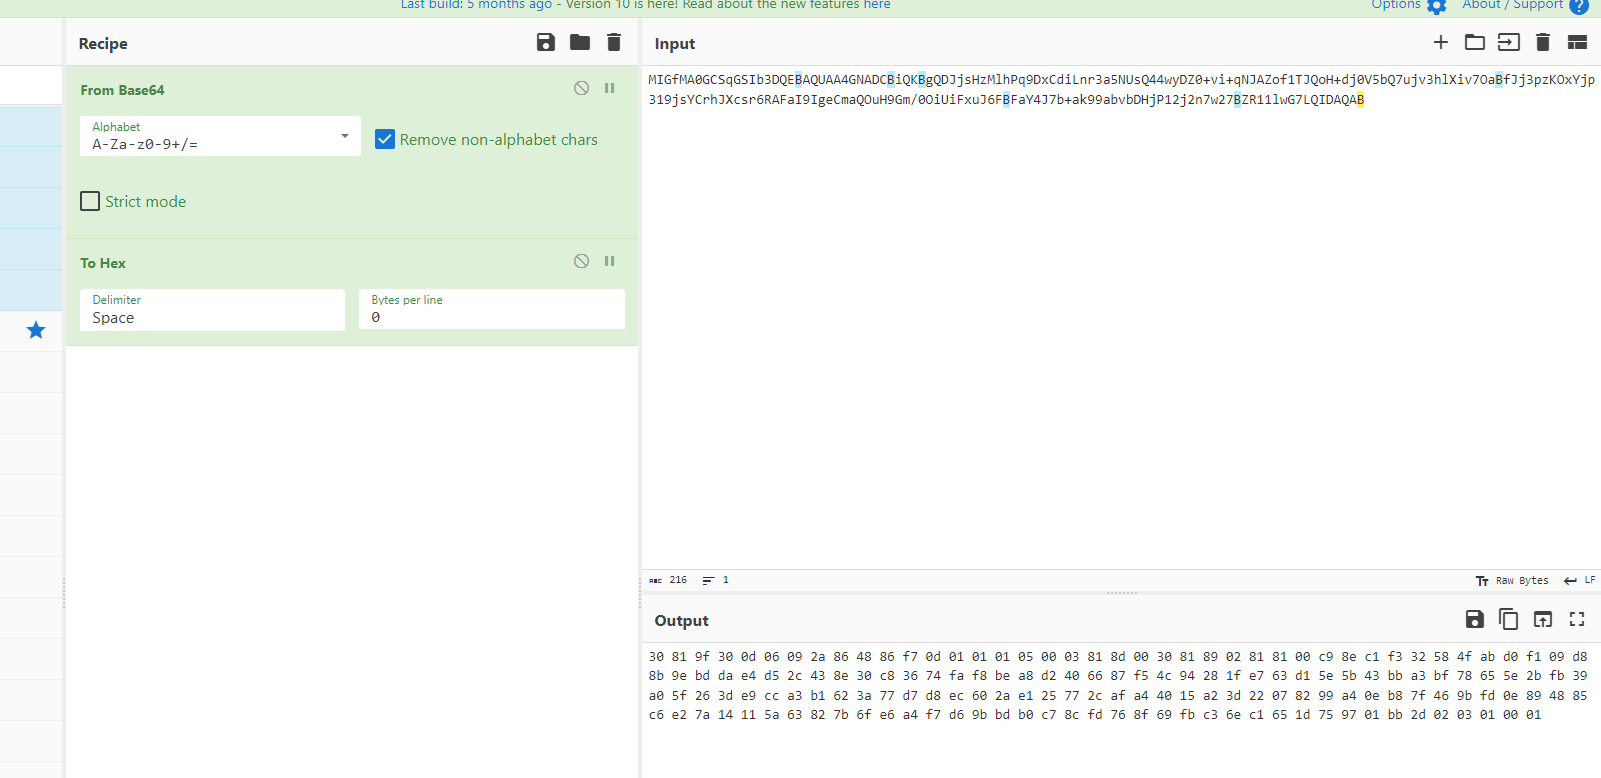 Last build: 5 months ago - Version 10 is here! Read about the new features here
Options
About / Support
Recipe
From Base64
Alphabet
A-Za-z0-9+/=
Remove non-alphabet chars
Strict mode
To Hex
Delimiter
Space
Bytes per line
0
Input
MIGfMA0GCSqGSIb3DQEBAQUAA4GNADCBiQKBgQDJjsHzMlhPq9DxCdiLnr3a5NUsQ44wyDZ0+vi+qNJAZof1TJQoH+dj0V5bQ7ujv3hlXiv7OaBfJj3pzKOxYjp
319jsYCrhJXcsr6RAFaI9IgeCmaQOuH9Gm/0OiUiFxuJ6FBFaY4J7b+ak99abvbDHjP12j2n7w27BZR11lwG7LQIDAQAB
ABC 216
1
Raw Bytes
LF
Output
30 81 9f 30 0d 06 09 2a 86 48 86 f7 0d 01 01 01 05 00 03 81 8d 00 30 81 89 02 81 81 00 c9 8e c1 f3 32 58 4f ab d0 f1 09 d8
8b 9e bd da e4 d5 2c 43 8e 30 c8 36 74 fa f8 be a8 d2 40 66 87 f5 4c 94 28 1f e7 63 d1 5e 5b 43 bb a3 bf 78 65 5e 2b fb 39
a0 5f 26 3d e9 cc a3 b1 62 3a 77 d7 d8 ec 60 2a e1 25 77 2c af a4 40 15 a2 3d 22 07 82 99 a4 0e b8 7f 46 9b fd 0e 89 48 85
c6 e2 7a 14 11 5a 63 82 7b 6f e6 a4 f7 d6 9b bd b0 c7 8c fd 76 8f 69 fb c3 6e c1 65 1d 75 97 01 bb 2d 02 03 01 00 01